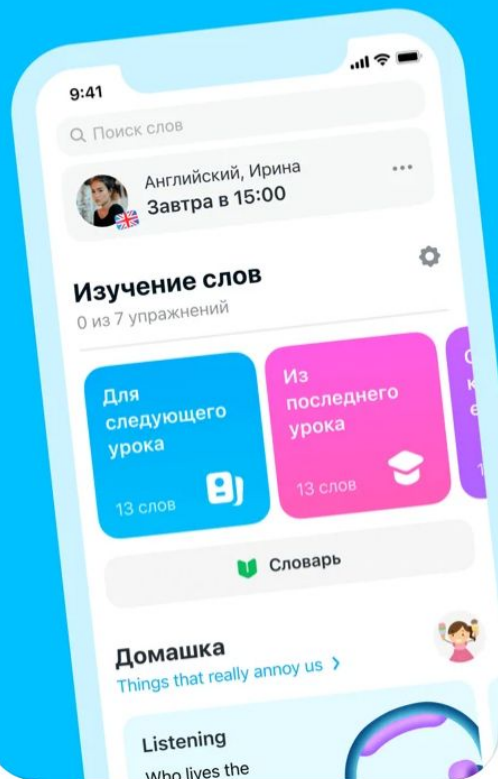 9:41
Поиск слов
Английский, Ирина
Завтра в 15:00
Изучение слов
0 из 7 упражнений
Для
следующего
урока
13 слов
Из
последнего
урока
13 слов
Словарь
Домашка
Things that really annoy us
Listening
Who lives the